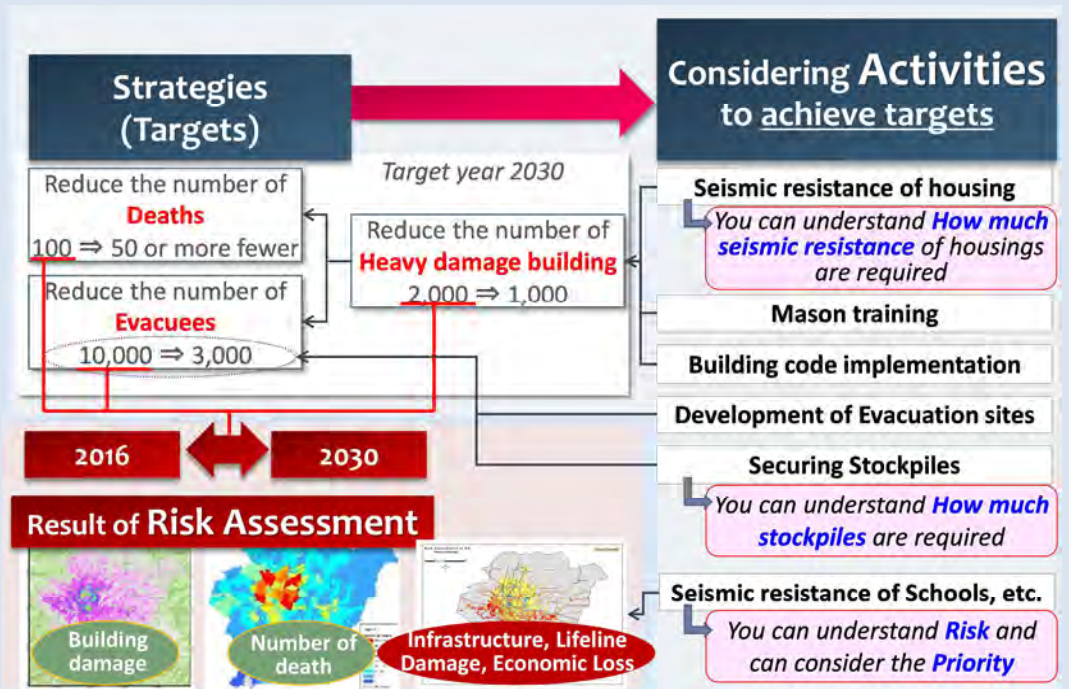 Strategies
(Targets)
Considering Activities
to achieve targets
Target year 2030
Reduce the number of
Deaths
100 ⇒ 50 or more fewer
Reduce the number of
Evacuees
10,000 ⇒ 3,000
Reduce the number of
Heavy damage building
2,000 ⇒ 1,000
Seismic resistance of housing
You can understand How much
seismic resistance of housings
are required
Mason training
Building code implementation
Development of Evacuation sites
Securing Stockpiles
You can understand How much
stockpiles are required
Seismic resistance of Schools, etc.
You can understand Risk and
can consider the Priority
2016
2030
Result of Risk Assessment
Building
damage
Number of
death
Infrastructure, Lifeline
Damage, Economic Loss